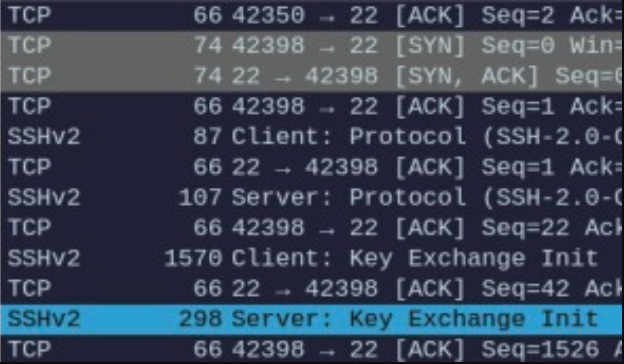 TCP 66 42350 → 22 [ACK] Seq=2 Ack=
TCP 74 42398 → 22 [SYN] Seq=0 Win=
TCP 74 22 → 42398 [SYN, ACK] Seq=0
TCP 66 42398 → 22 [ACK] Seq=1 Ack=
SSHv2 87 Client: Protocol (SSH-2.0-O
TCP 66 22 → 42398 [ACK] Seq=1 Ack=
SSHv2 107 Server: Protocol (SSH-2.0-O
TCP 66 42398 → 22 [ACK] Seq=22 Ack
SSHv2 1570 Client: Key Exchange Init
TCP 66 22 → 42398 [ACK] Seq=42 Ack
SSHv2 298 Server: Key Exchange Init
TCP 66 42398 → 22 [ACK] Seq=1526 A